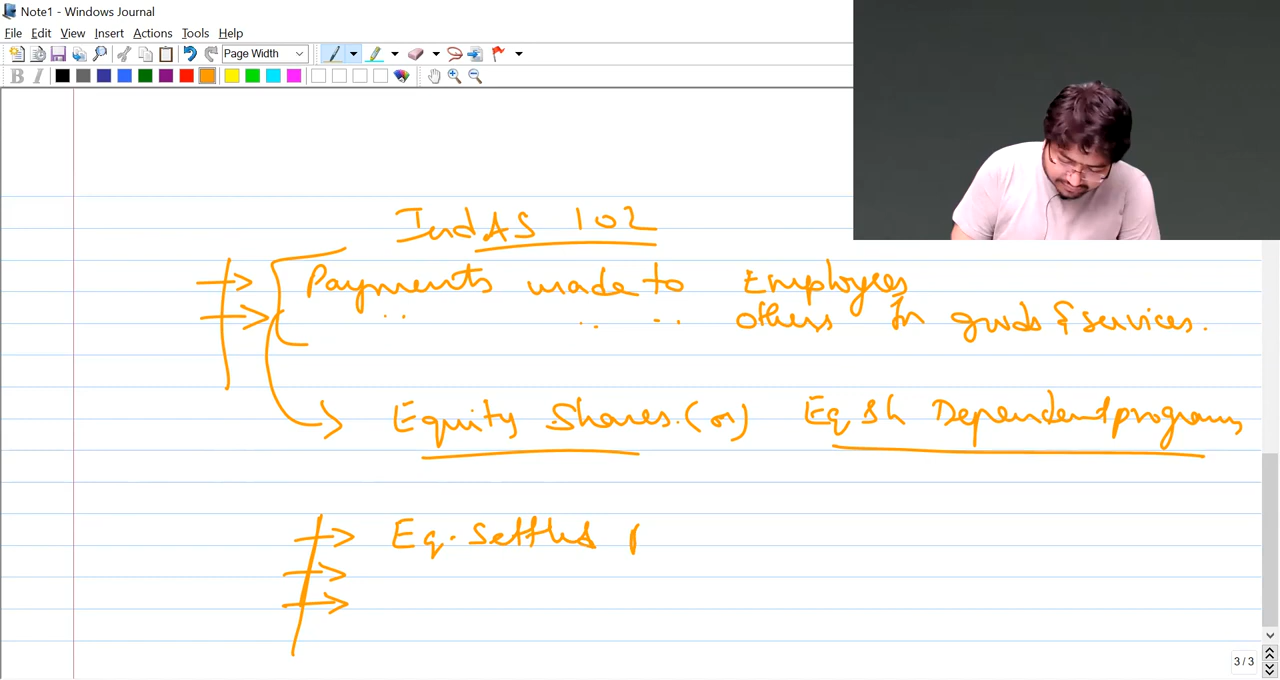 Note1 - Windows Journal
File Edit View Insert Actions Tools Help
Page Width
B I
IndAS 102
Payments made to Employees
" " " others for goods & services.
Equity Shares. (or) Eq Sh Dependent programs
Eq. Settled p
3 / 3